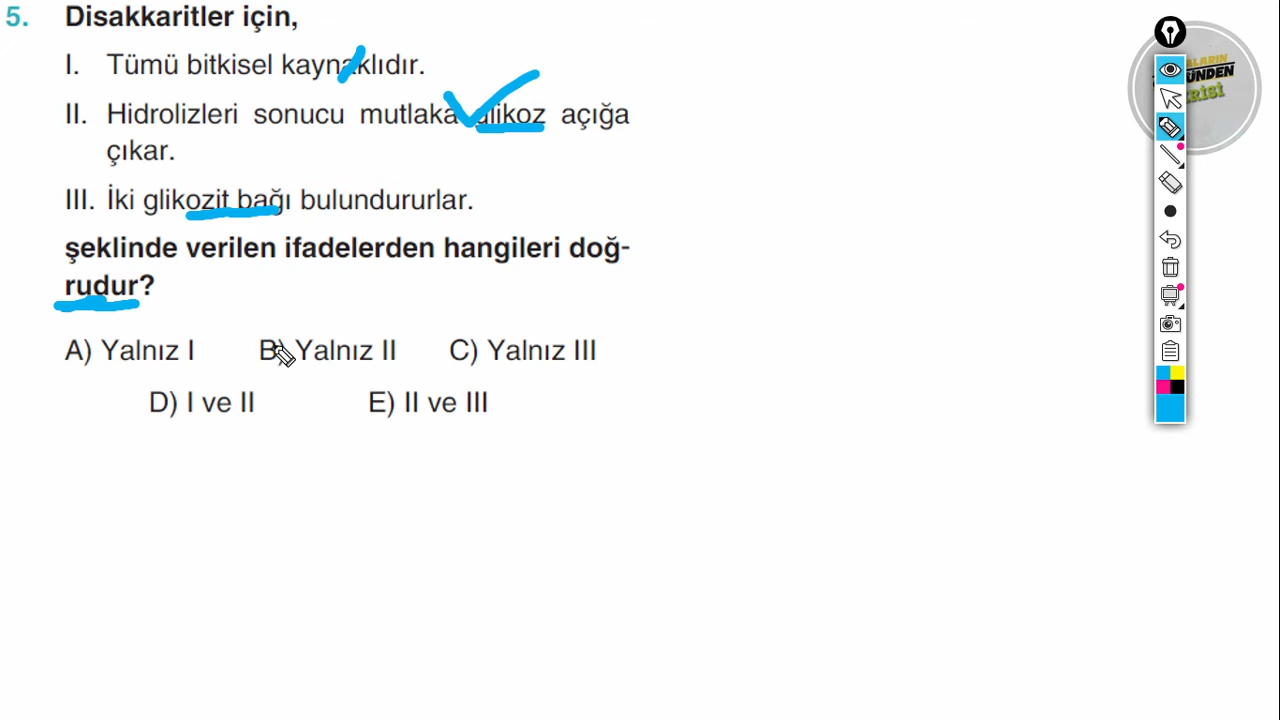 5. Disakkaritler için,
I. Tümü bitkisel kaynaklıdır.
II. Hidrolizleri sonucu mutlaka glikoz açığa
çıkar.
III. İki glikozit bağı bulundururlar.
şeklinde verilen ifadelerden hangileri doğ-
rudur?
A) Yalnız I B) Yalnız II C) Yalnız III
D) I ve II E) II ve III